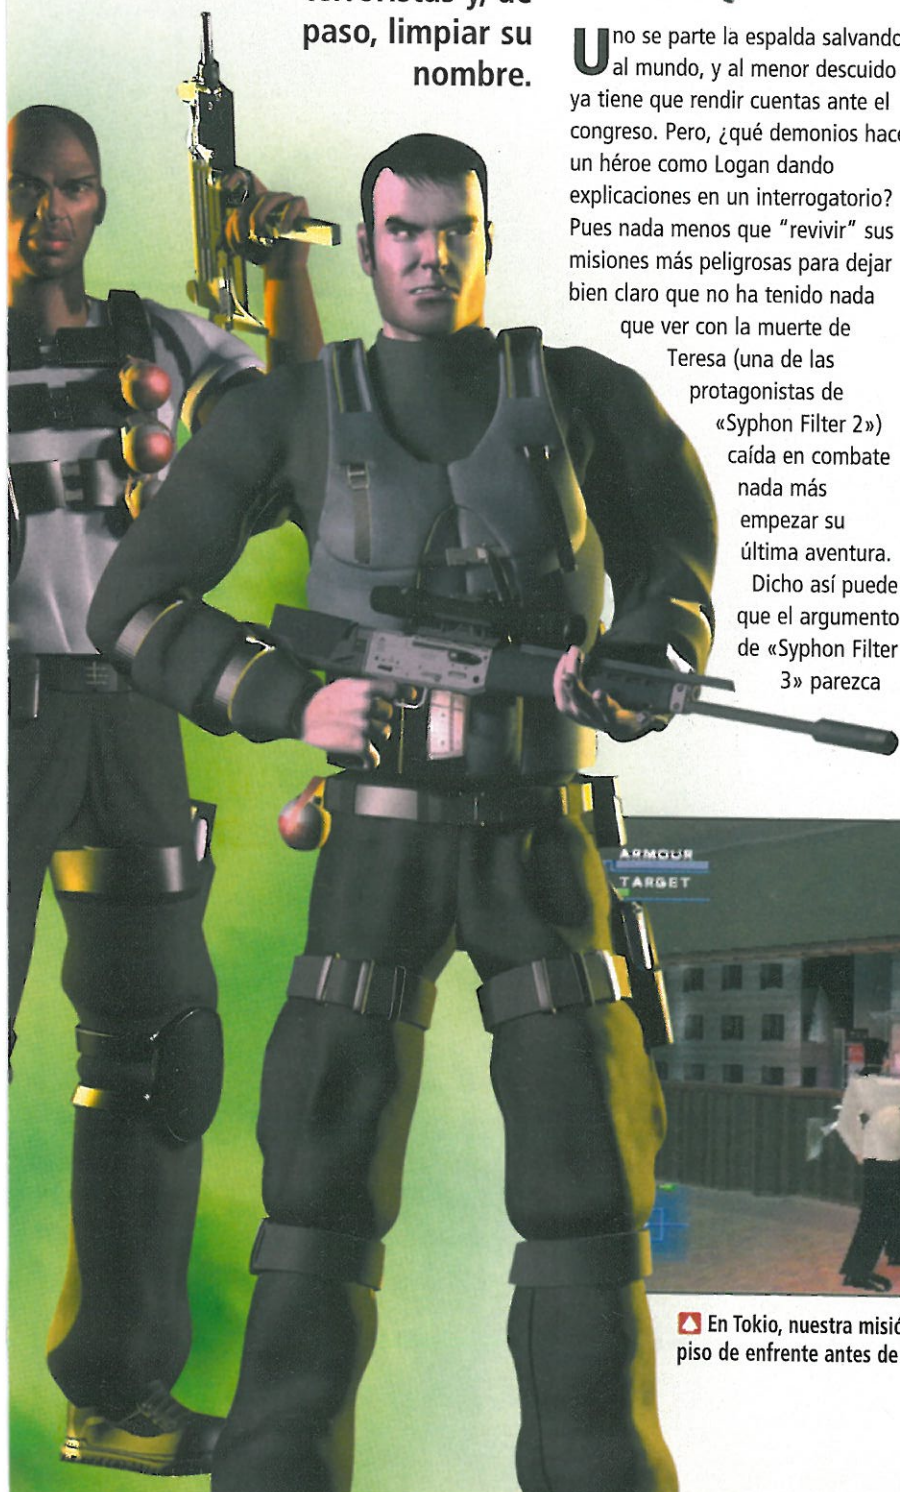 terroristas y, de
paso, limpiar su
nombre.
Uno se parte la espalda salvando
al mundo, y al menor descuido
ya tiene que rendir cuentas ante el
congreso. Pero, ¿qué demonios hace
un héroe como Logan dando
explicaciones en un interrogatorio?
Pues nada menos que “revivir” sus
misiones más peligrosas para dejar
bien claro que no ha tenido nada
que ver con la muerte de
Teresa (una de las
protagonistas de
«Syphon Filter 2»)
caída en combate
nada más
empezar su
última aventura.
Dicho así puede
que el argumento
de «Syphon Filter
3» parezca
ARMOUR
TARGET
En Tokio, nuestra misió
piso de enfrente antes de